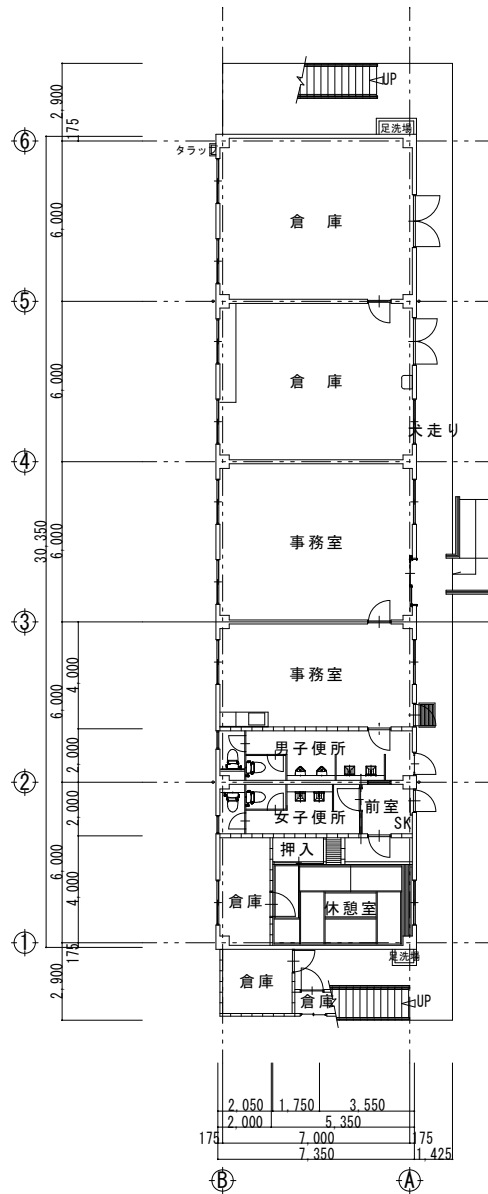 UP
2,900
175
足洗場
⑥
タラップ
6,000
倉 庫
⑤
6,000
倉 庫
犬走り
④
30,350
6,000
事務室
③
6,000
4,000
事務室
2,000
男子便所
②
2,000
女子便所
前室
SK
押入
6,000
4,000
倉庫
休憩室
①
175
足洗場
2,900
倉庫
倉庫
UP
2,050
1,750
3,550
2,000
5,350
175
7,000
175
7,350
1,425
Ⓑ
Ⓐ